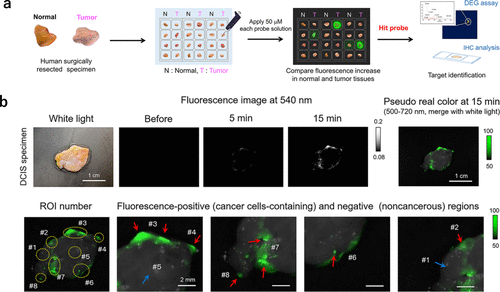 a
Normal
Tumor
Human surgically
resected specimen
N T N T N T
N : Normal, T : Tumor
Apply 50 μM
each probe solution
N T N T N T
Compare fluorescence increase
in normal and tumor tissues
Hit probe
DEG assay
IHC analysis
Target identification
b
Fluorescence image at 540 nm
Pseudo real color at 15 min
(500-720 nm, merge with white light)
White light
Before
5 min
15 min
DCIS specimen
1 cm
0.2
0.08
1 cm
100
50
ROI number
Fluorescence-positive (cancer cells-containing) and negative (noncancerous) regions
#3
#2
#4
#1
#5
#7
#6
#8
#3
#4
#5
2 mm
#7
#8
#6
#2
#1
100
50